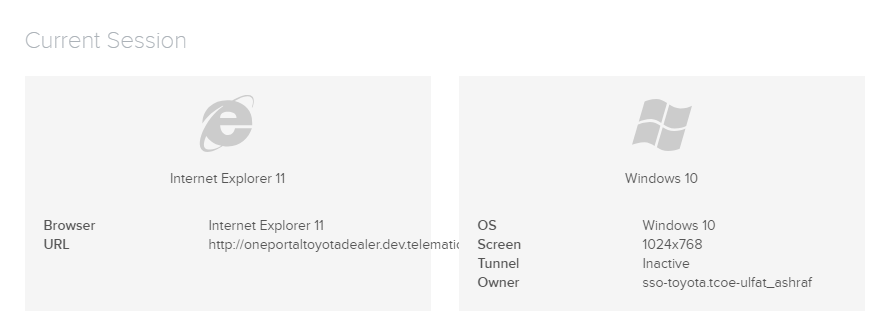 Current Session
Internet Explorer 11
Browser Internet Explorer 11
URL http://oneportaltoyotadealer.dev.telematic
Windows 10
OS Windows 10
Screen 1024x768
Tunnel Inactive
Owner sso-toyota.tcoe-ulfat_ashraf